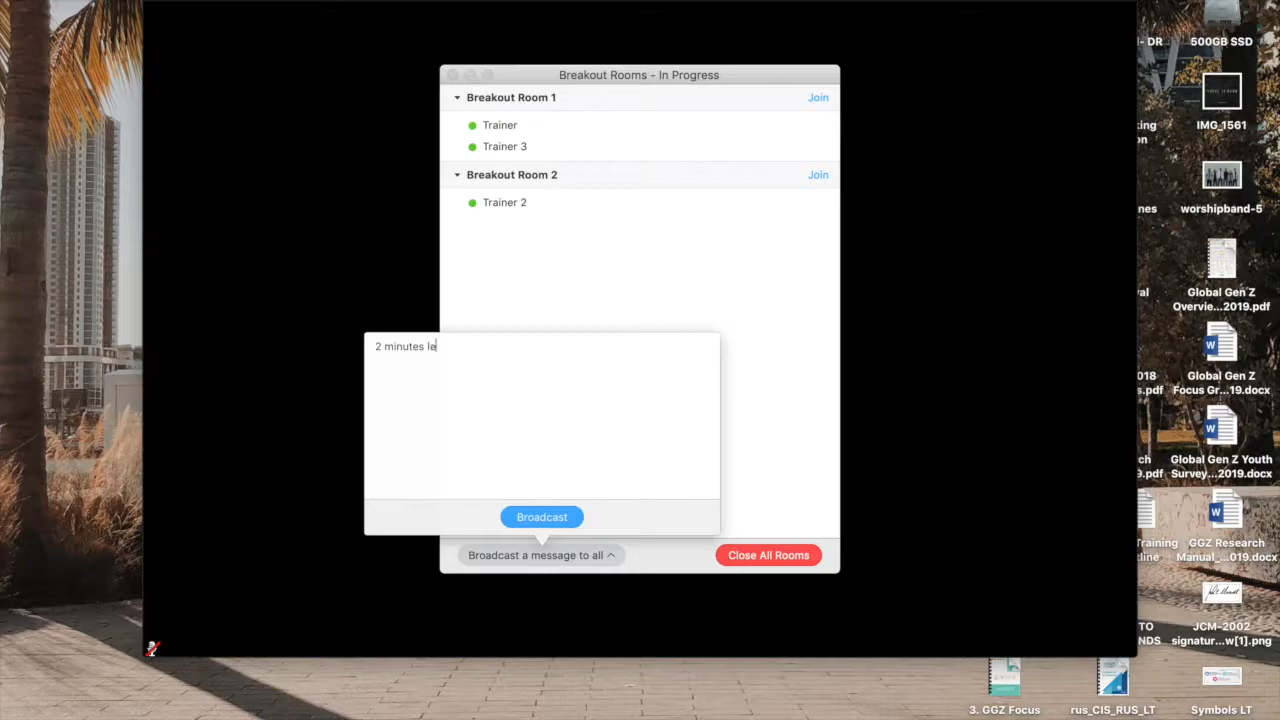 Breakout Rooms - In Progress
Breakout Room 1
Join
Trainer
Trainer 3
Breakout Room 2
Join
Trainer 2
2 minutes le
Broadcast
Broadcast a message to all
Close All Rooms
- DR
500GB SSD
IMG_1561
worshipband-5
Global Gen Z
Overvie...2019.pdf
Global Gen Z
Focus Gr...19.docx
Global Gen Z Youth
Survey...2019.docx
GGZ Research
Manual_...019.docx
JCM-2002
signatur...w[1].png
Symbols LT
rus_CIS_RUS_LT
3. GGZ Focus
Training
TO